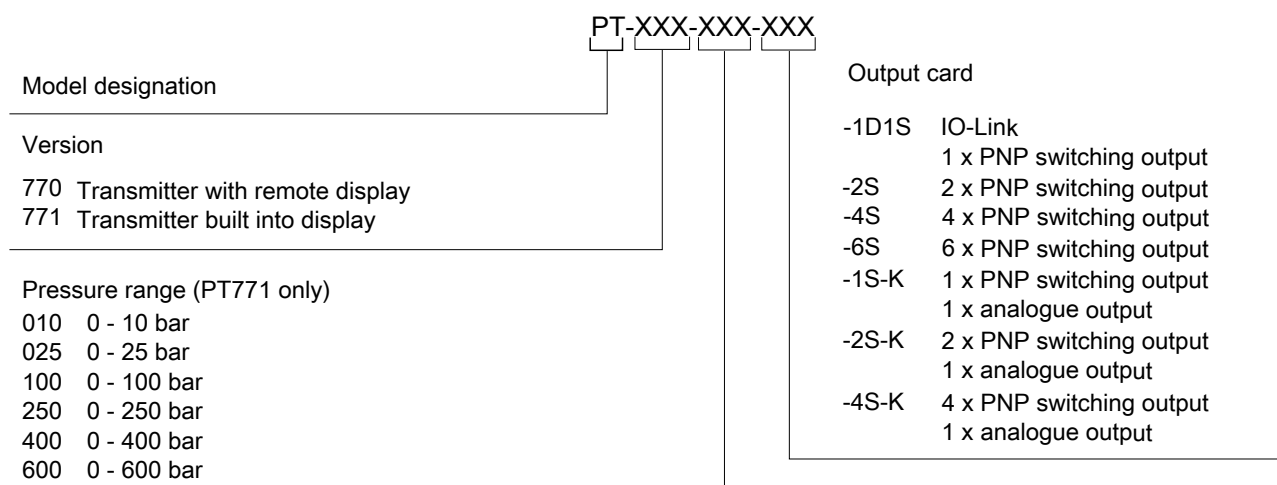 PT-XXX-XXX-XXX
Model designation
Version
770 Transmitter with remote display
771 Transmitter built into display
Pressure range (PT771 only)
010 0 - 10 bar
025 0 - 25 bar
100 0 - 100 bar
250 0 - 250 bar
400 0 - 400 bar
600 0 - 600 bar
Output card
-1D1S IO-Link
1 x PNP switching output
-2S 2 x PNP switching output
-4S 4 x PNP switching output
-6S 6 x PNP switching output
-1S-K 1 x PNP switching output
1 x analogue output
-2S-K 2 x PNP switching output
1 x analogue output
-4S-K 4 x PNP switching output
1 x analogue output